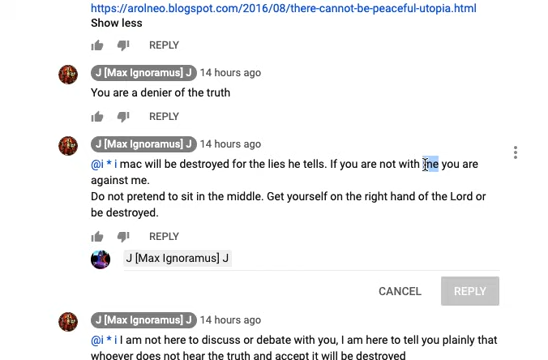 https://arolneo.blogspot.com/2016/08/there-cannot-be-peaceful-utopia.html
Show less
REPLY
J [Max Ignoramus] J 14 hours ago
You are a denier of the truth
REPLY
J [Max Ignoramus] J 14 hours ago
@i * i mac will be destroyed for the lies he tells. If you are not with me you are
against me.
Do not pretend to sit in the middle. Get yourself on the right hand of the Lord or
be destroyed.
REPLY
J [Max Ignoramus] J
CANCEL REPLY
J [Max Ignoramus] J 14 hours ago
@i * i I am not here to discuss or debate with you, I am here to tell you plainly that
whoever does not hear the truth and accept it will be destroyed